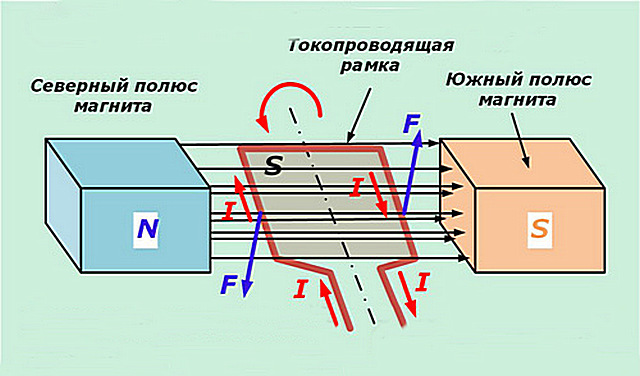 Токопроводящая
рамка
Северный полюс
магнита
Южный полюс
магнита
F
S
I
I
N
S
F
I
I